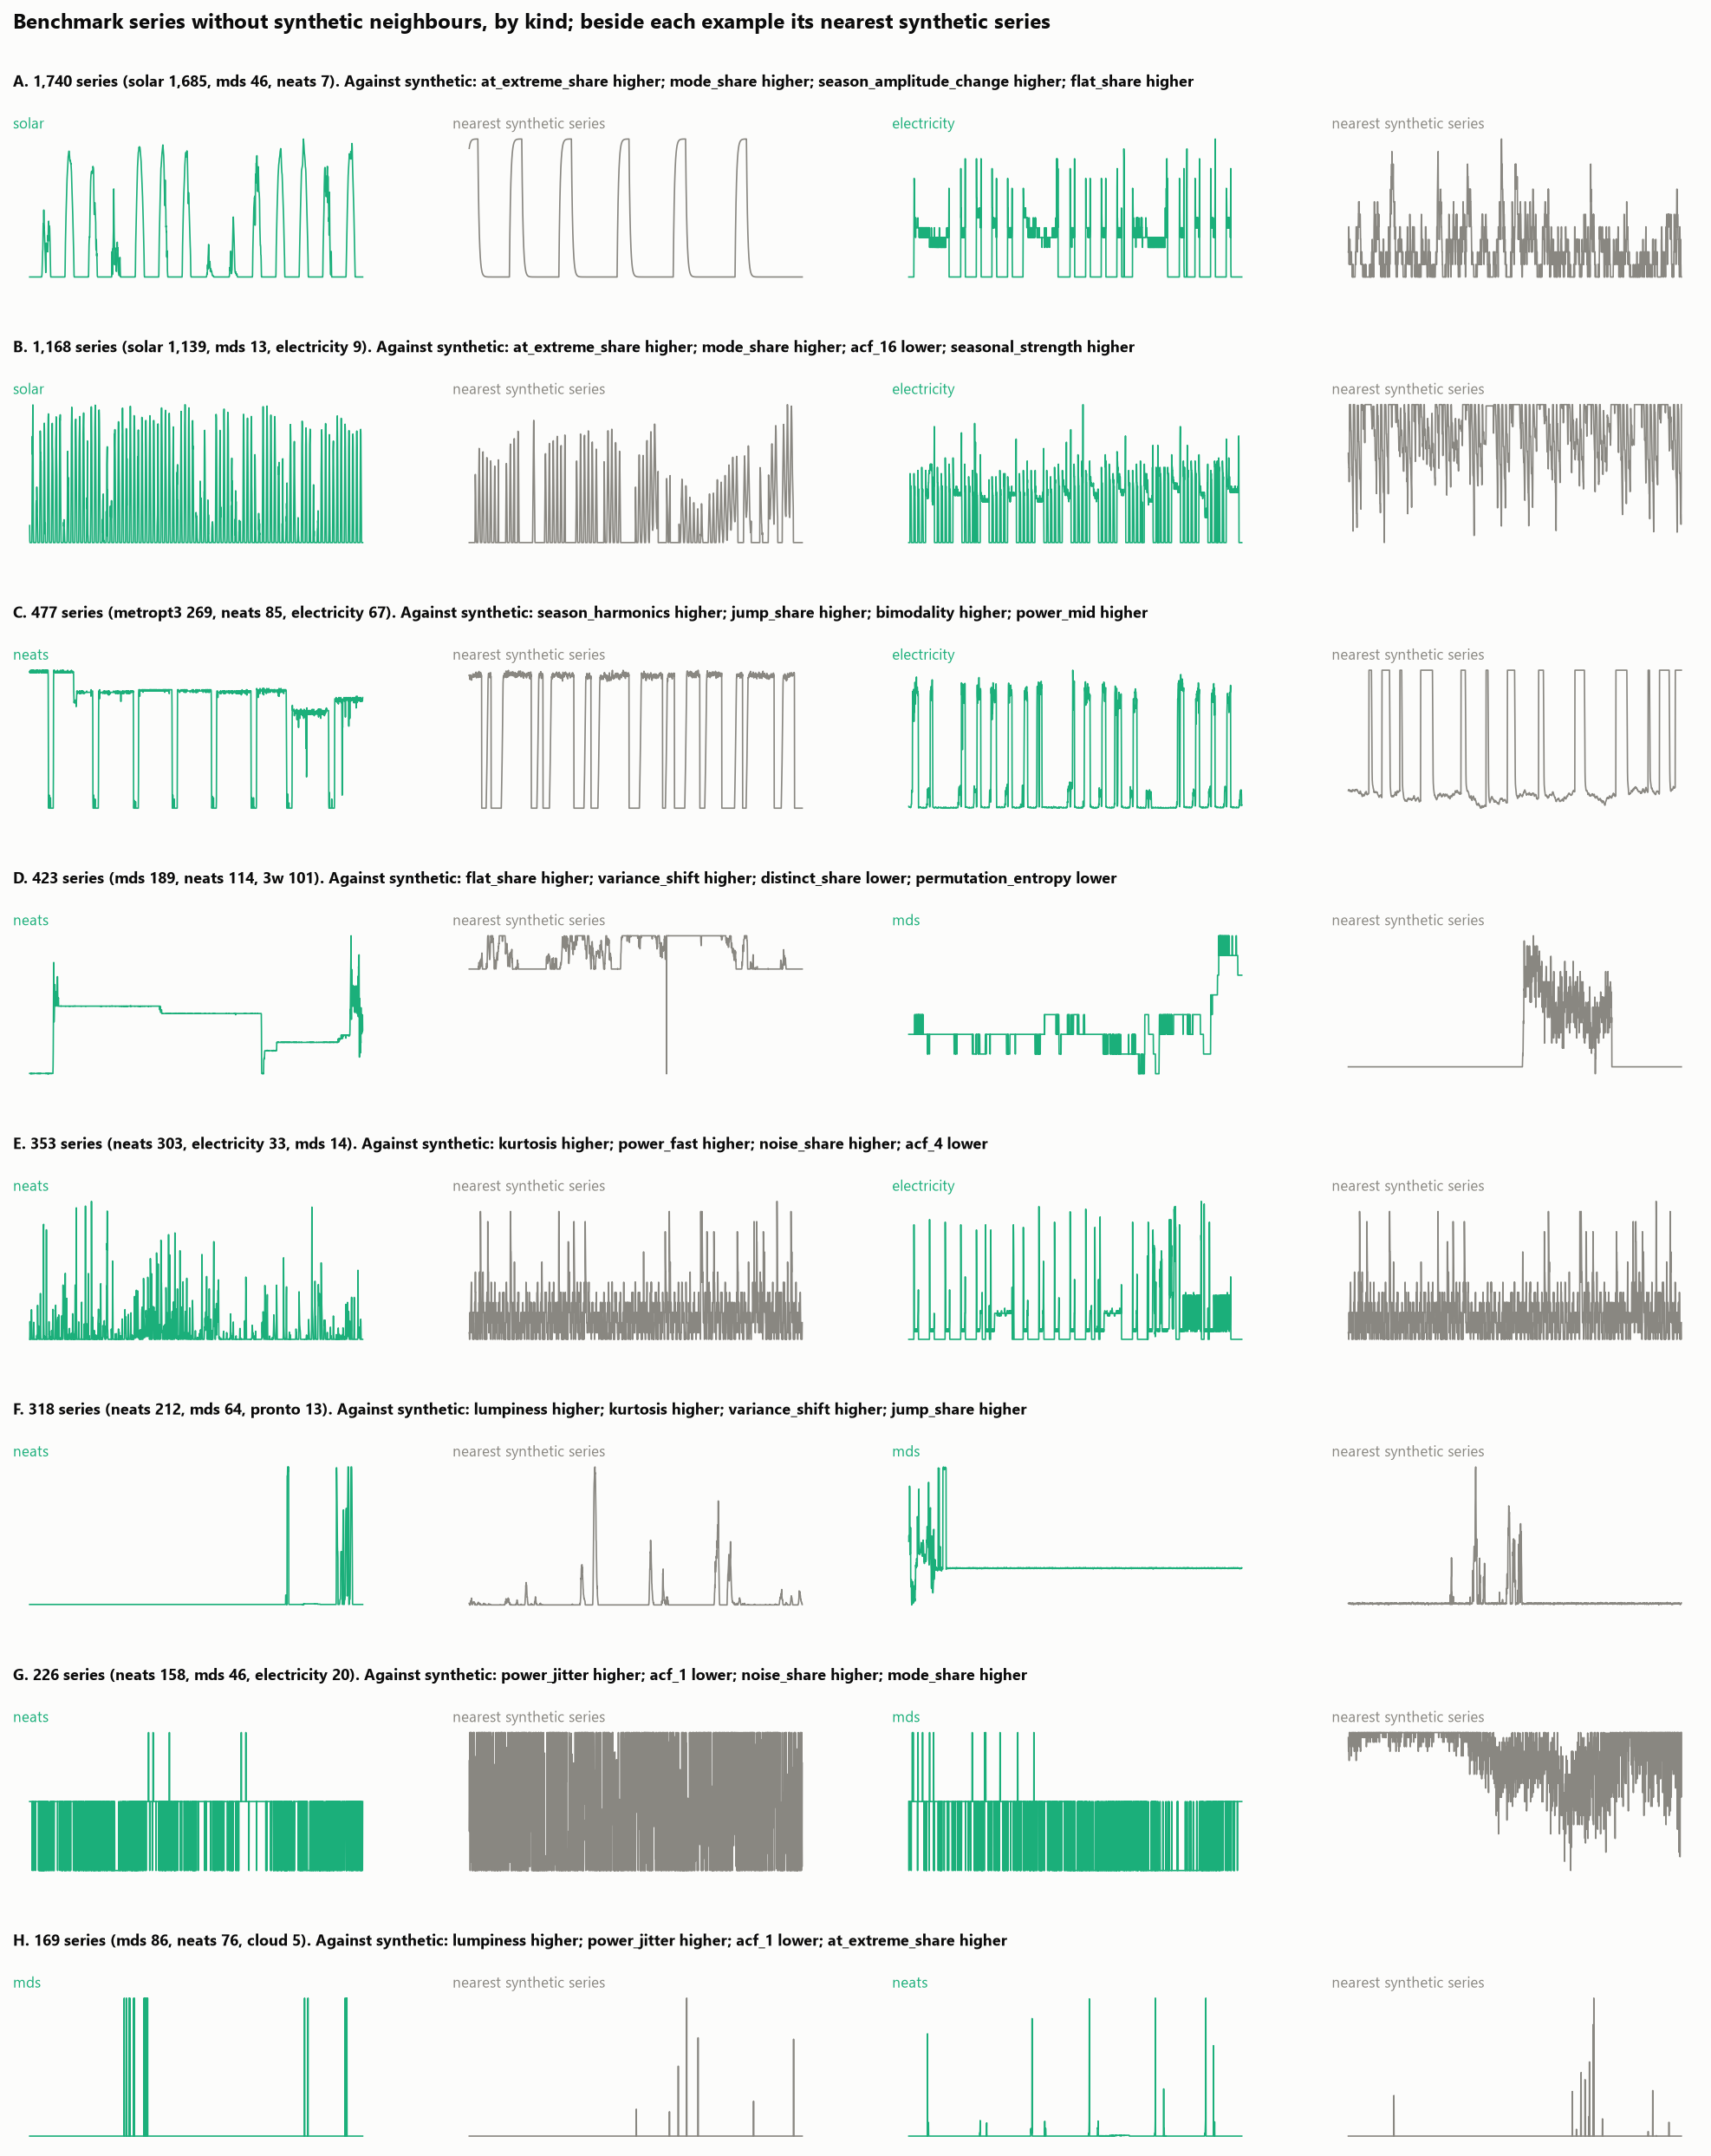 Benchmark series without synthetic neighbours, by kind; beside each example its nearest synthetic series
A. 1,740 series (solar 1,685, mds 46, neats 7). Against synthetic: at_extreme_share higher; mode_share higher; season_amplitude_change higher; flat_share higher
solar
nearest synthetic series
electricity
nearest synthetic series
B. 1,168 series (solar 1,139, mds 13, electricity 9). Against synthetic: at_extreme_share higher; mode_share higher; acf_16 lower; seasonal_strength higher
solar
nearest synthetic series
electricity
nearest synthetic series
C. 477 series (metropt3 269, neats 85, electricity 67). Against synthetic: season_harmonics higher; jump_share higher; bimodality higher; power_mid higher
neats
nearest synthetic series
electricity
nearest synthetic series
D. 423 series (mds 189, neats 114, 3w 101). Against synthetic: flat_share higher; variance_shift higher; distinct_share lower; permutation_entropy lower
neats
nearest synthetic series
mds
nearest synthetic series
E. 353 series (neats 303, electricity 33, mds 14). Against synthetic: kurtosis higher; power_fast higher; noise_share higher; acf_4 lower
neats
nearest synthetic series
electricity
nearest synthetic series
F. 318 series (neats 212, mds 64, pronto 13). Against synthetic: lumpiness higher; kurtosis higher; variance_shift higher; jump_share higher
neats
nearest synthetic series
mds
nearest synthetic series
G. 226 series (neats 158, mds 46, electricity 20). Against synthetic: power_jitter higher; acf_1 lower; noise_share higher; mode_share higher
neats
nearest synthetic series
mds
nearest synthetic series
H. 169 series (mds 86, neats 76, cloud 5). Against synthetic: lumpiness higher; power_jitter higher; acf_1 lower; at_extreme_share higher
mds
nearest synthetic series
neats
nearest synthetic series